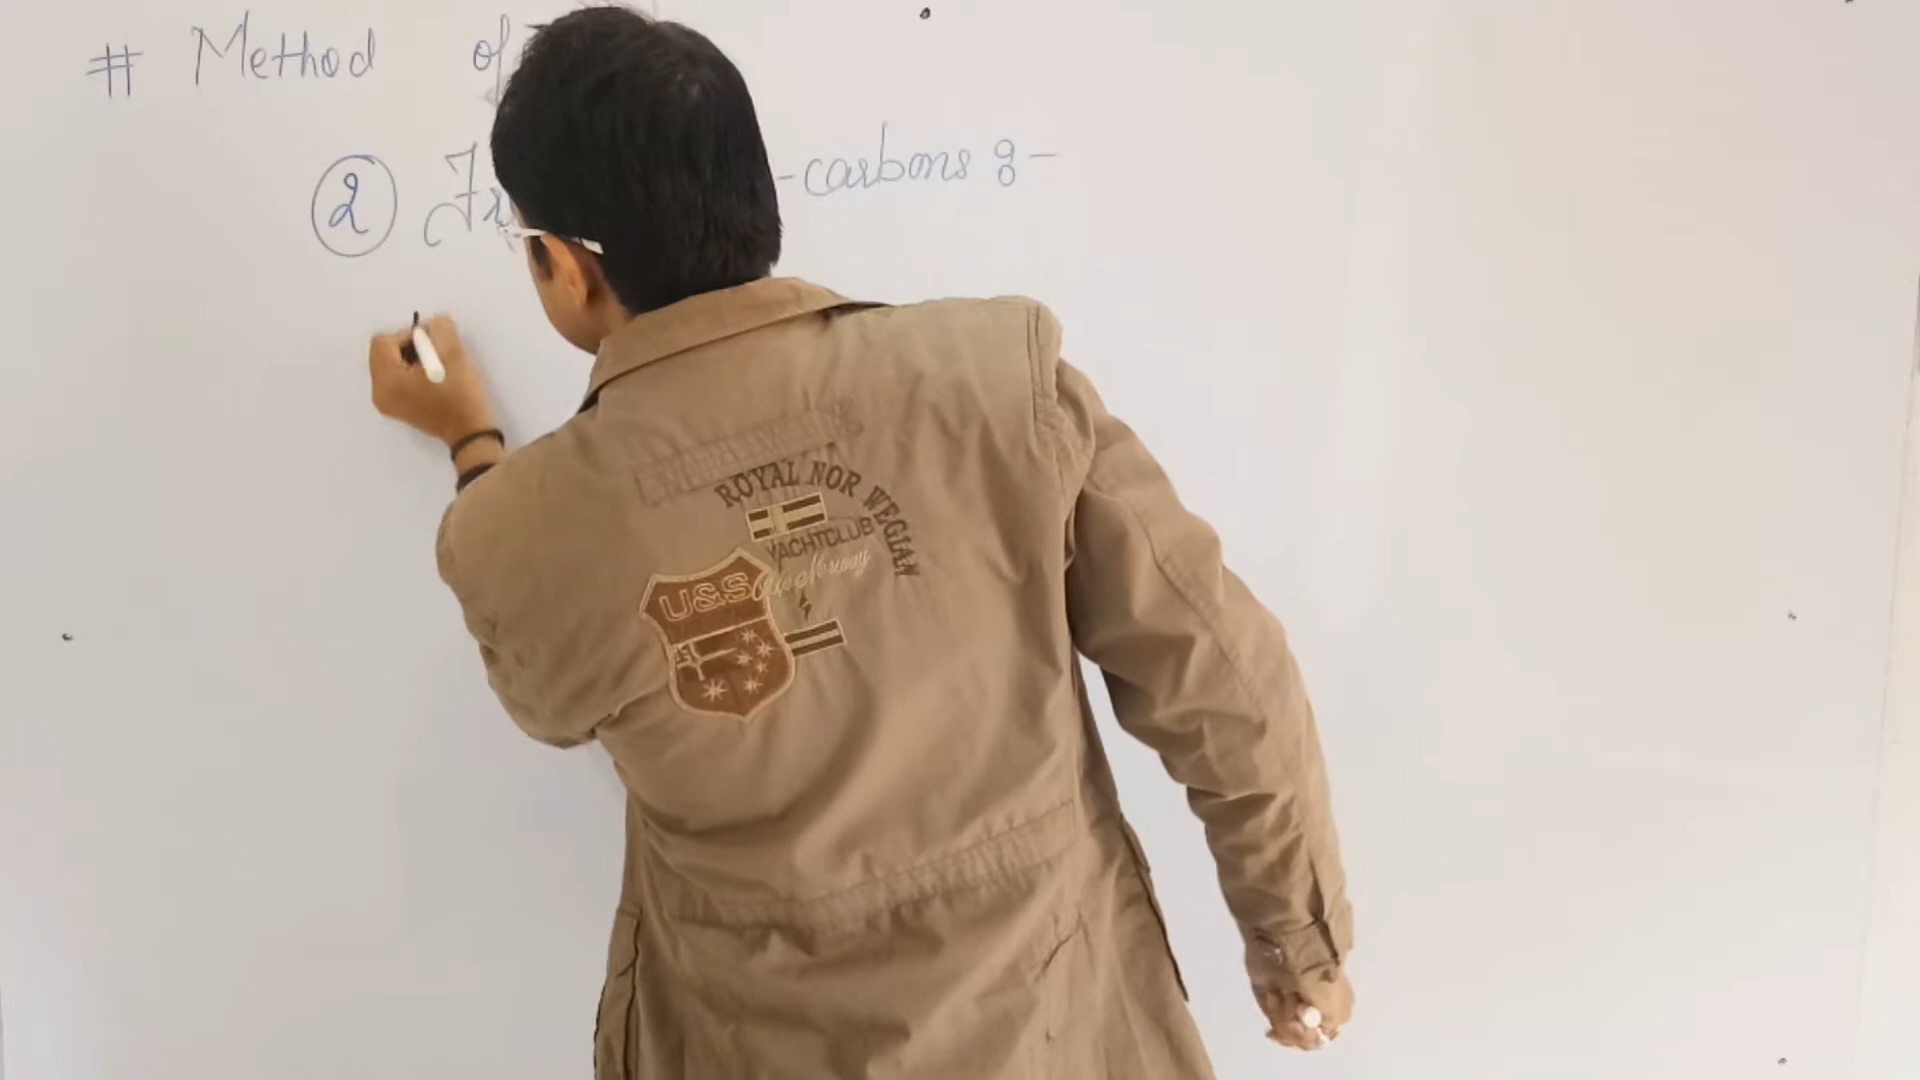 # Method of
② Fr -carbons :-
ROYAL NOR WEGIAN
YACHTCLUB
U&S